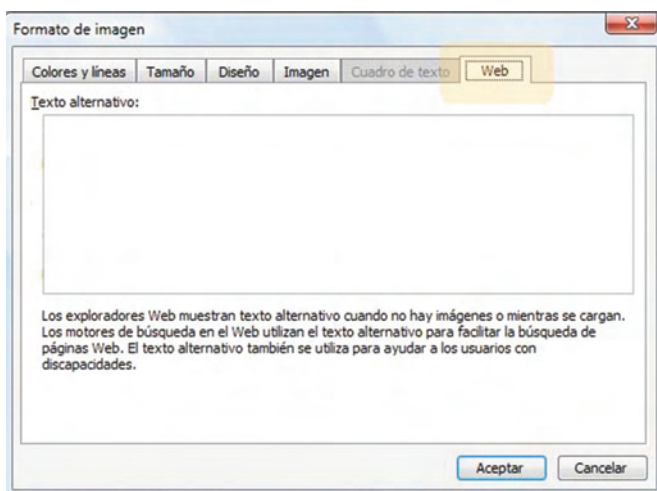 Formato de imagen
Colores y líneas Tamaño Diseño Imagen Cuadro de texto Web
Texto alternativo:
Los exploradores Web muestran texto alternativo cuando no hay imágenes o mientras se cargan.
Los motores de búsqueda en el Web utilizan el texto alternativo para facilitar la búsqueda de
páginas Web. El texto alternativo también se utiliza para ayudar a los usuarios con
discapacidades.
Aceptar Cancelar